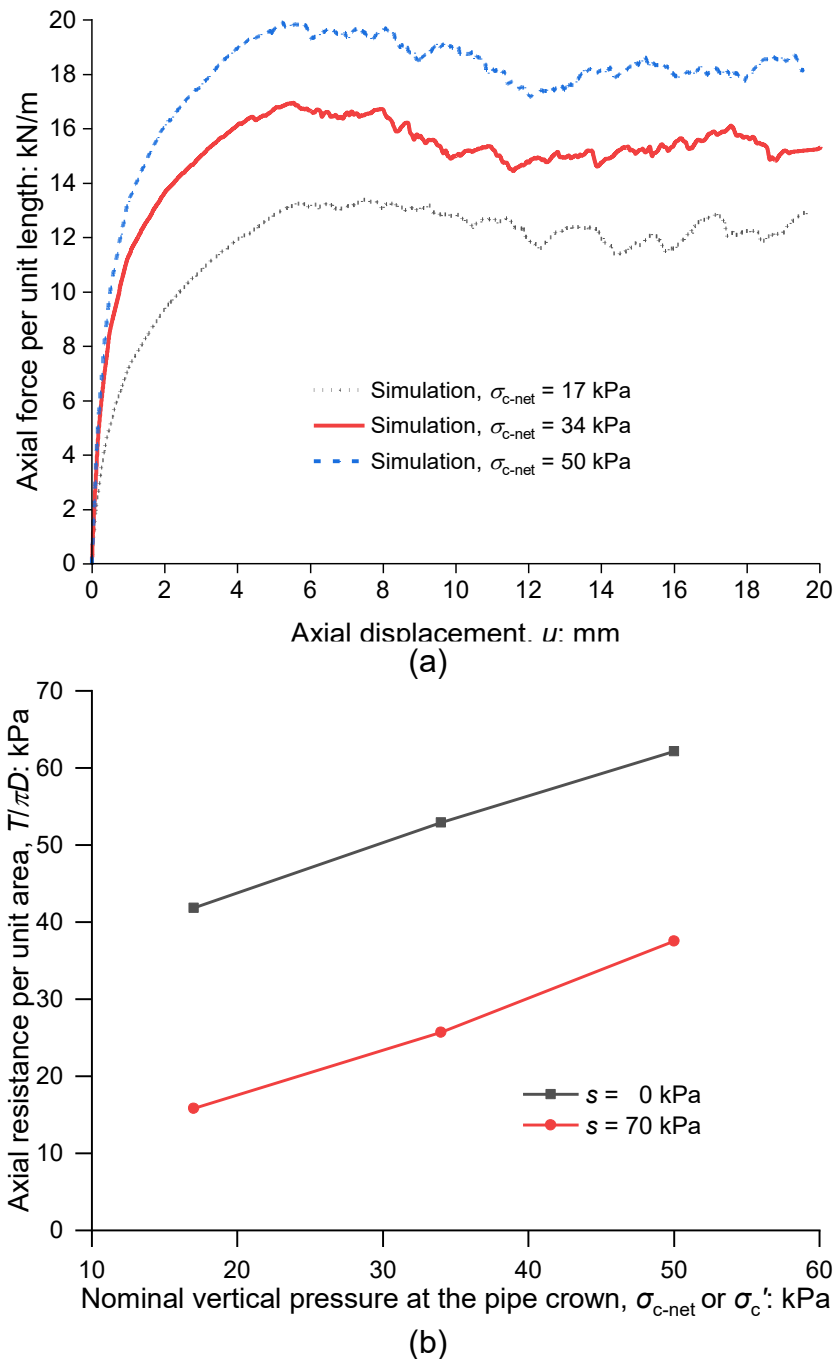 20
18
16
14
12
10
8
6
4
2
0
Axial force per unit length: kN/m
Simulation, σc-net = 17 kPa
Simulation, σc-net = 34 kPa
Simulation, σc-net = 50 kPa
0 2 4 6 8 10 12 14 16 18 20
Axial displacement, u: mm
(a)
70
60
50
40
30
20
10
0
Axial resistance per unit area, T/πD: kPa
s = 0 kPa
s = 70 kPa
10 20 30 40 50 60
Nominal vertical pressure at the pipe crown, σc-net or σc′: kPa
(b)